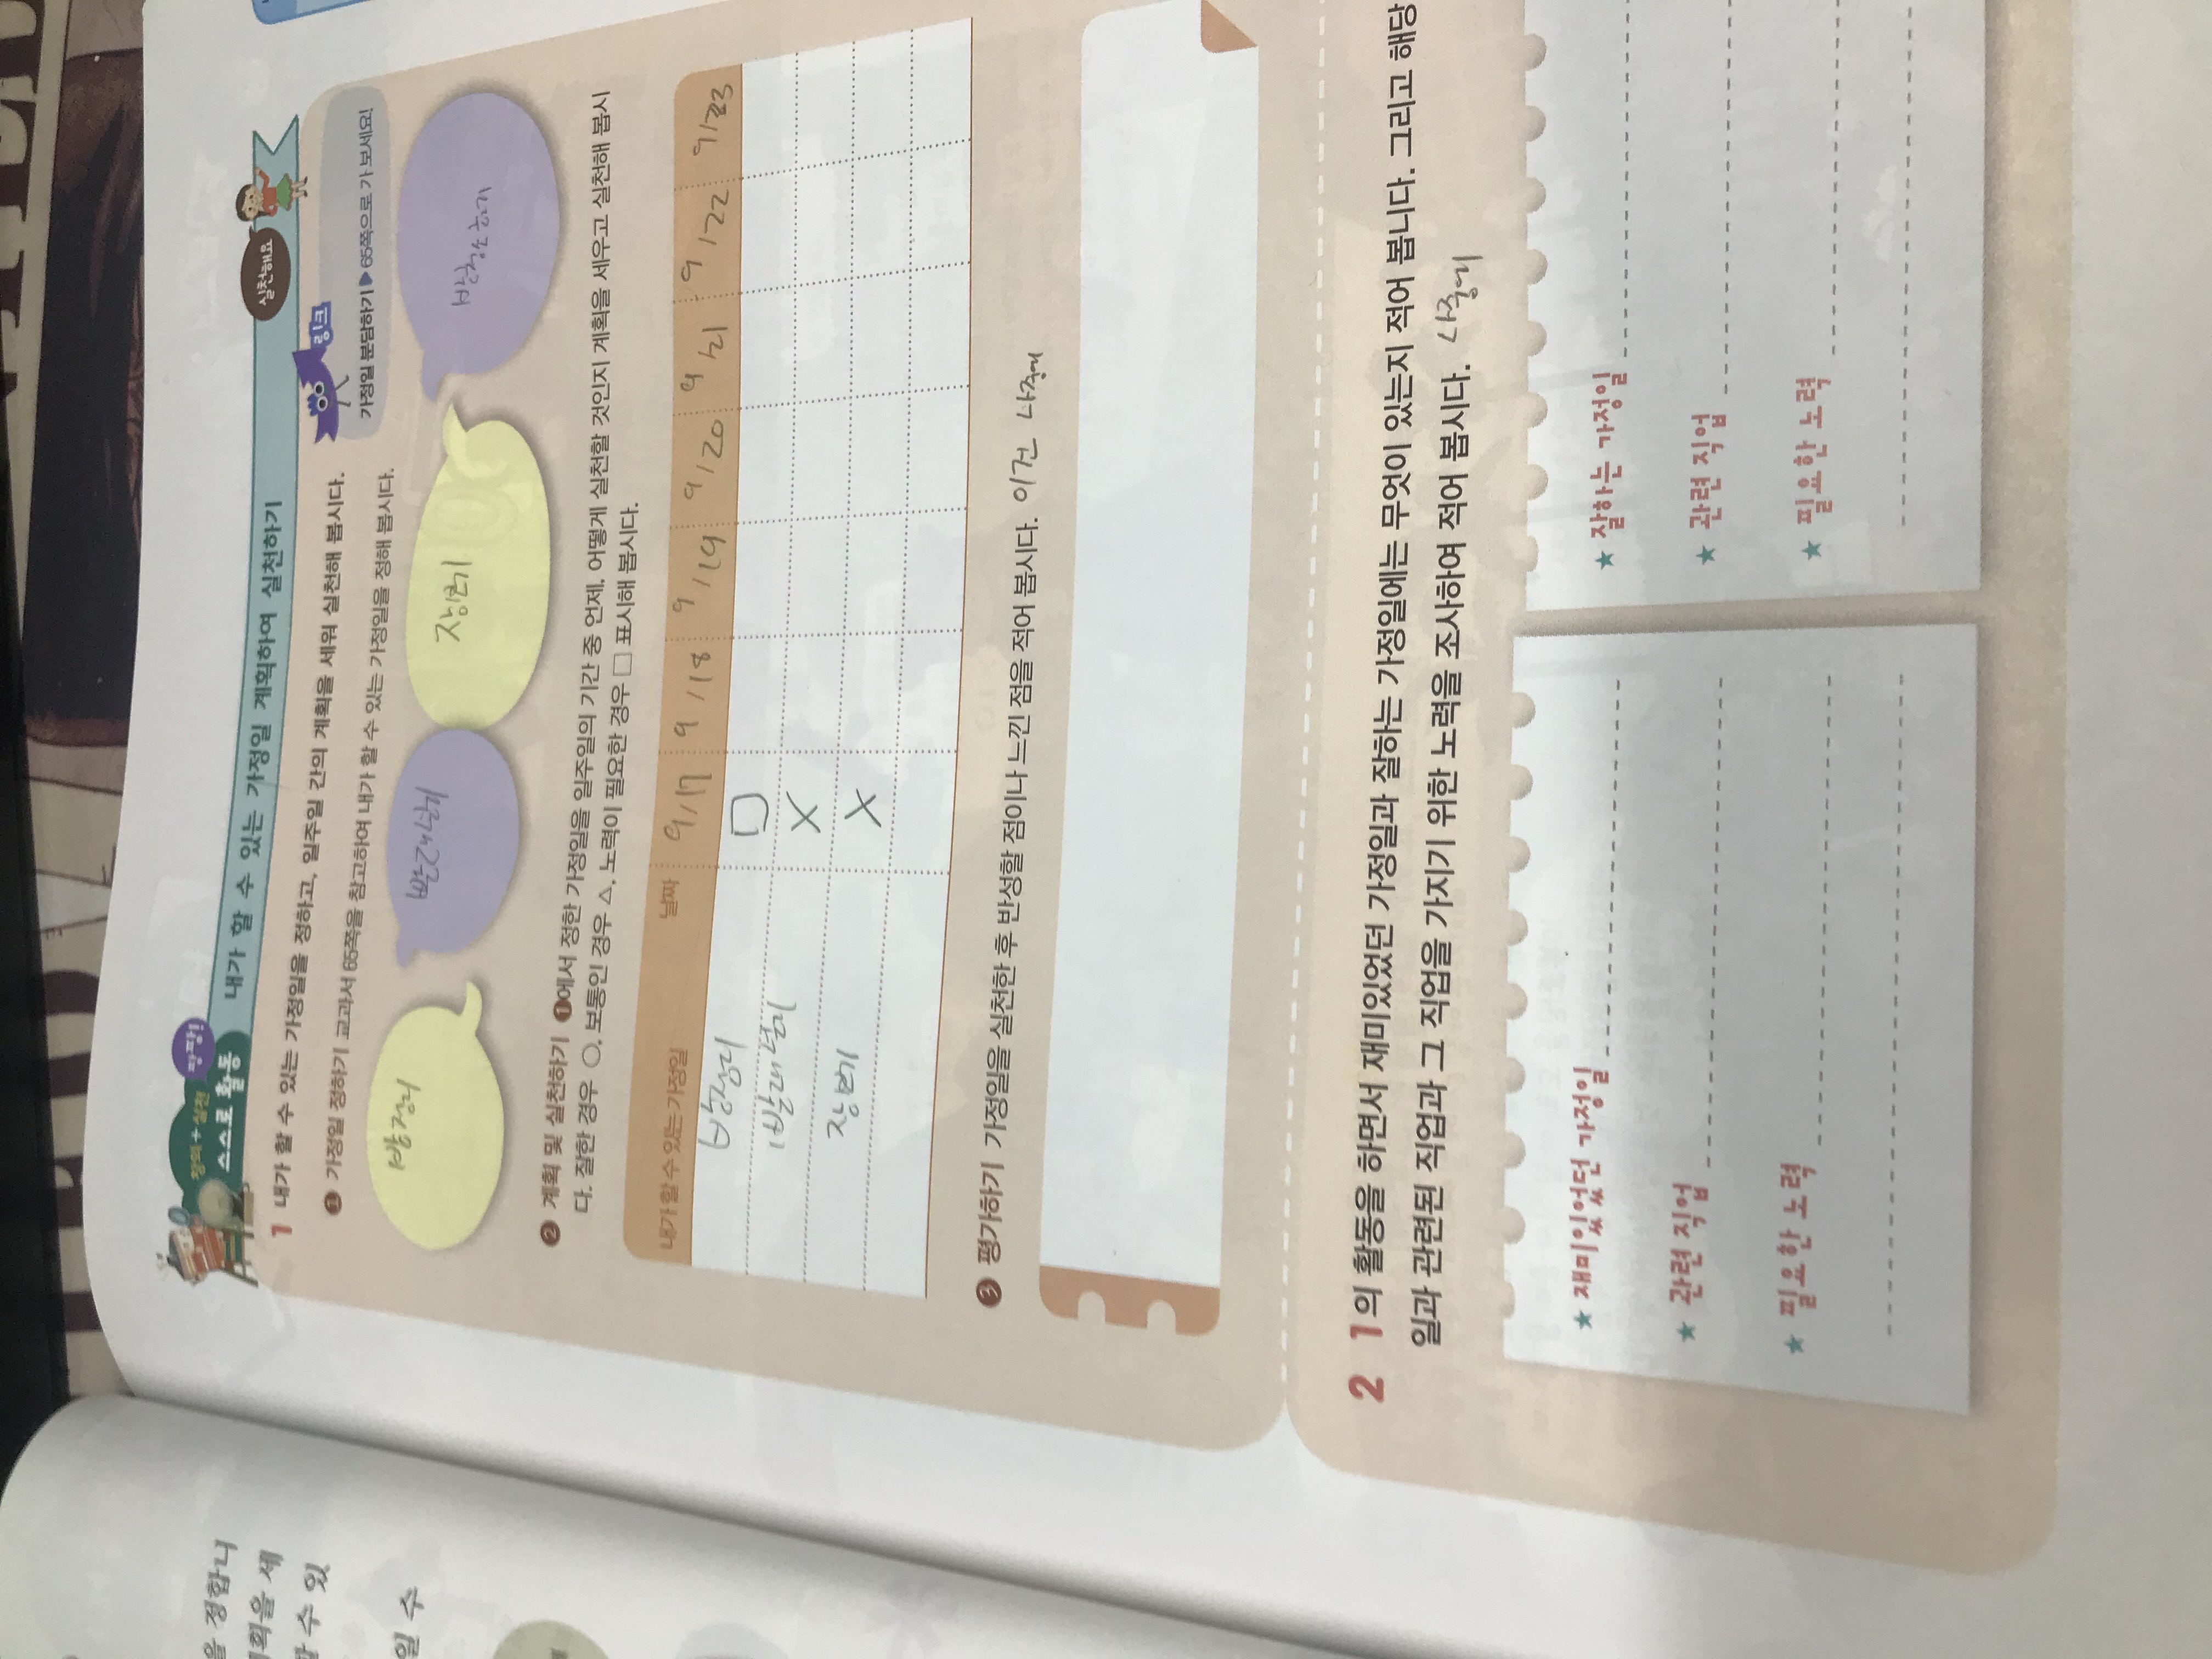 을 정합니
획을 세
할 수 있
일 수
창의+실천 팡팡!
스스로 활동
내가 할 수 있는 가정일 계획하여 실천하기
실천해요
1 내가 할 수 있는 가정일을 정하고, 일주일 간의 계획을 세워 실천해 봅시다.
링크
가정일 분담하기 ▶ 65쪽으로 가 보세요!
❶ 가정일 정하기 교과서 65쪽을 참고하여 내가 할 수 있는 가정일을 정해 봅시다.
방정리
빨래널기
장보기
방청소하기
❷ 계획 및 실천하기 ❶에서 정한 가정일을 일주일의 기간 중 언제, 어떻게 실천할 것인지 계획을 세우고 실천해 봅시
다. 잘한 경우 ○, 보통인 경우 △, 노력이 필요한 경우 □ 표시해 봅시다.
내가 할 수 있는 가정일 날짜 9/17 9/18 9/19 9/20 9/21 9/22 9/23
방정리 □
빨래널기 X
장보기 X
❸ 평가하기 가정일을 실천한 후 반성할 점이나 느낀 점을 적어 봅시다. 이건 나중에
2 1의 활동을 하면서 재미있었던 가정일과 잘하는 가정일에는 무엇이 있는지 적어 봅니다. 그리고 해당
일과 관련된 직업과 그 직업을 가지기 위한 노력을 조사하여 적어 봅시다. 나중에
★ 재미있었던 가정일
★ 관련 직업
★ 필요한 노력
★ 잘하는 가정일
★ 관련 직업
★ 필요한 노력